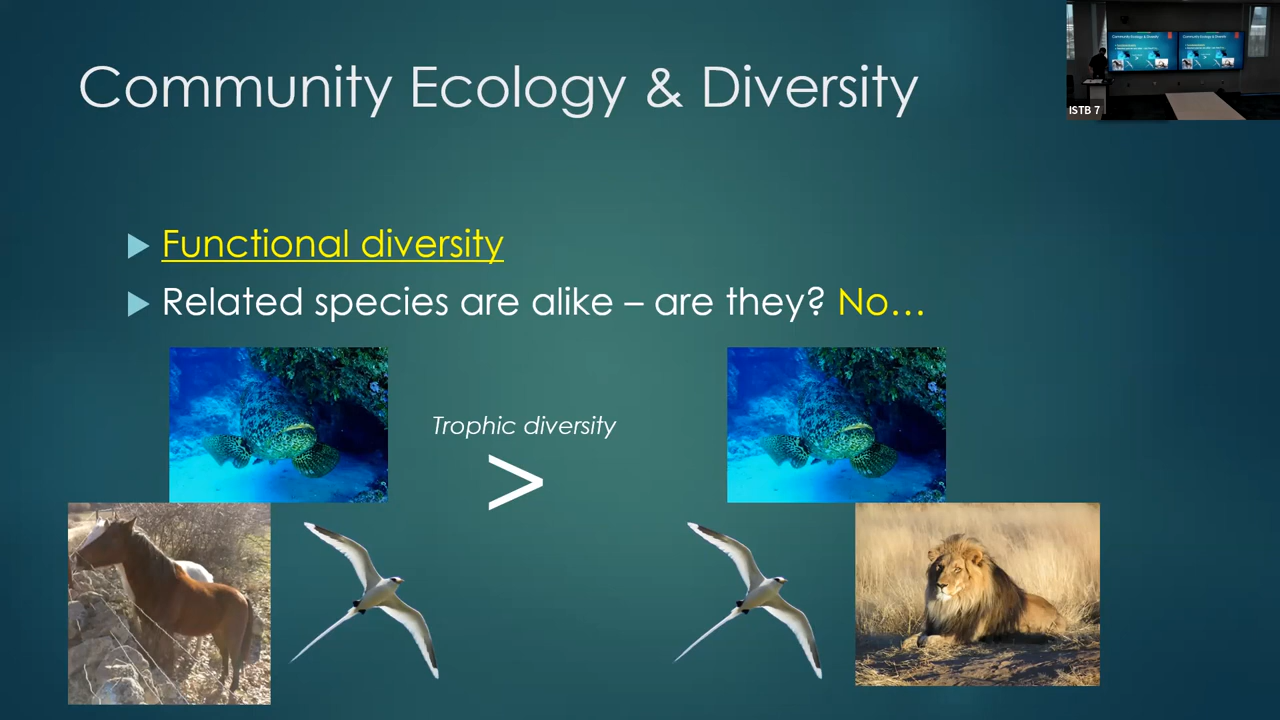 Community Ecology & Diversity
ISTB 7
Functional diversity
Related species are alike – are they? No...
Trophic diversity
>